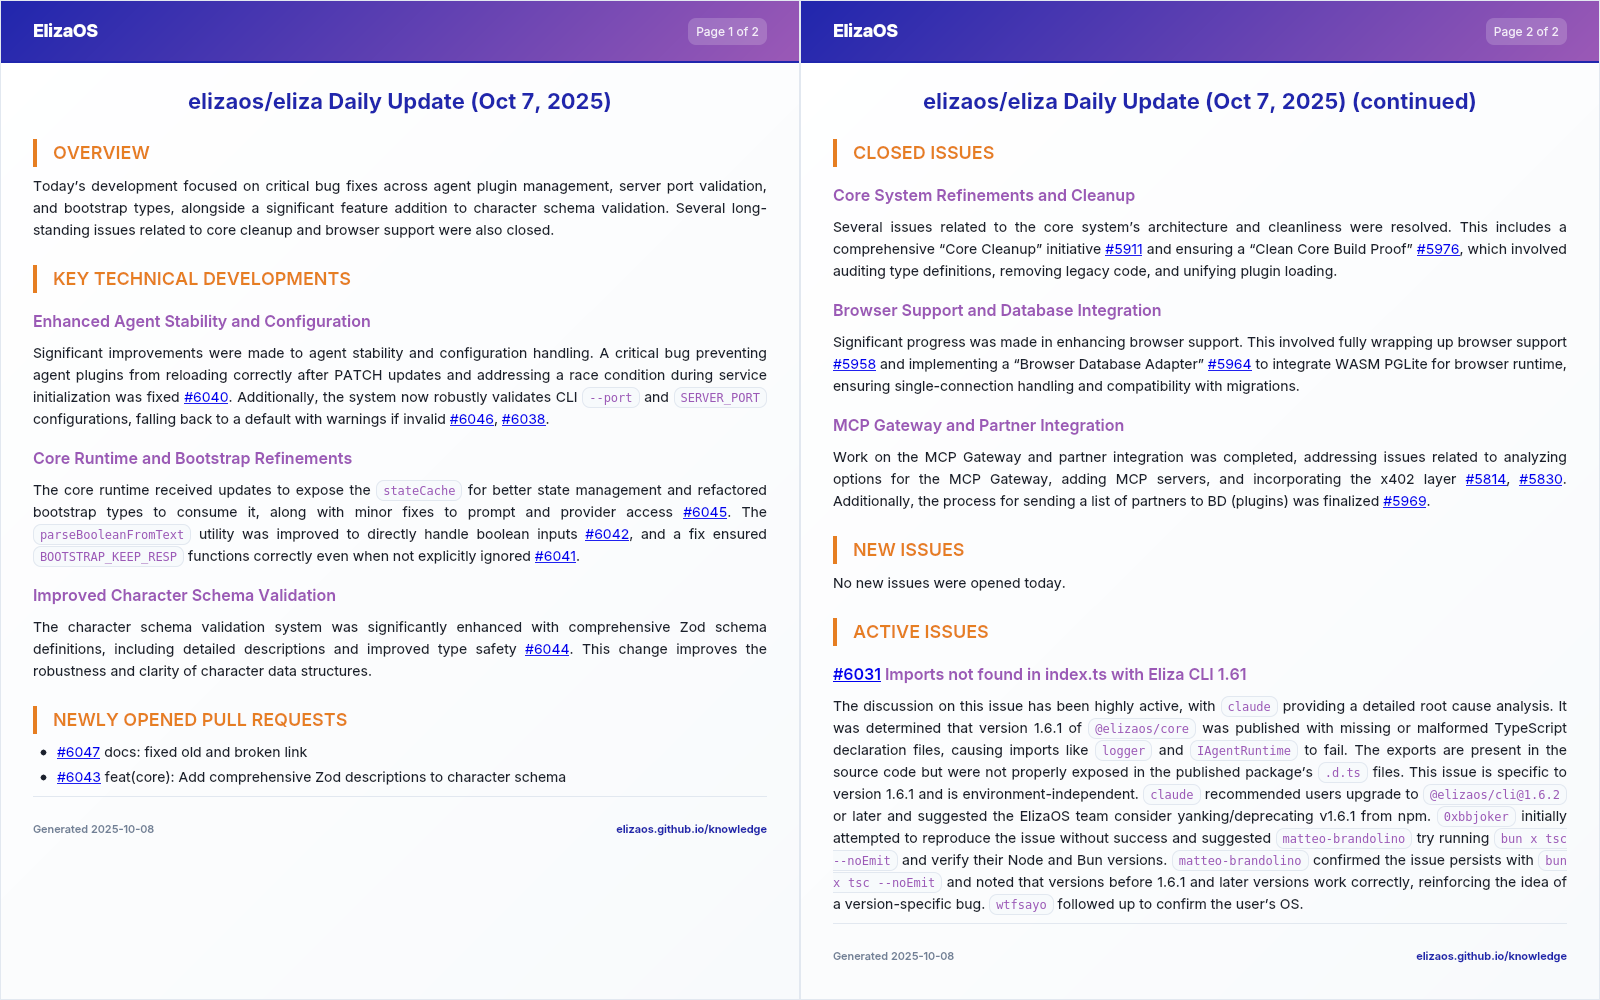 ElizaOS
Page 1 of 2
elizaos/eliza Daily Update (Oct 7, 2025)
OVERVIEW
Today’s development focused on critical bug fixes across agent plugin management, server port validation,
and bootstrap types, alongside a significant feature addition to character schema validation. Several long-
standing issues related to core cleanup and browser support were also closed.
KEY TECHNICAL DEVELOPMENTS
Enhanced Agent Stability and Configuration
Significant improvements were made to agent stability and configuration handling. A critical bug preventing
agent plugins from reloading correctly after PATCH updates and addressing a race condition during service
initialization was fixed #6040. Additionally, the system now robustly validates CLI --port and SERVER_PORT
configurations, falling back to a default with warnings if invalid #6046, #6038.
Core Runtime and Bootstrap Refinements
The core runtime received updates to expose the stateCache for better state management and refactored
bootstrap types to consume it, along with minor fixes to prompt and provider access #6045. The
parseBooleanFromText utility was improved to directly handle boolean inputs #6042, and a fix ensured
BOOTSTRAP_KEEP_RESP functions correctly even when not explicitly ignored #6041.
Improved Character Schema Validation
The character schema validation system was significantly enhanced with comprehensive Zod schema
definitions, including detailed descriptions and improved type safety #6044. This change improves the
robustness and clarity of character data structures.
NEWLY OPENED PULL REQUESTS
• #6047 docs: fixed old and broken link
• #6043 feat(core): Add comprehensive Zod descriptions to character schema
Generated 2025-10-08
elizaos.github.io/knowledge
ElizaOS
Page 2 of 2
elizaos/eliza Daily Update (Oct 7, 2025) (continued)
CLOSED ISSUES
Core System Refinements and Cleanup
Several issues related to the core system’s architecture and cleanliness were resolved. This includes a
comprehensive “Core Cleanup” initiative #5911 and ensuring a “Clean Core Build Proof” #5976, which involved
auditing type definitions, removing legacy code, and unifying plugin loading.
Browser Support and Database Integration
Significant progress was made in enhancing browser support. This involved fully wrapping up browser support
#5958 and implementing a “Browser Database Adapter” #5964 to integrate WASM PGLite for browser runtime,
ensuring single-connection handling and compatibility with migrations.
MCP Gateway and Partner Integration
Work on the MCP Gateway and partner integration was completed, addressing issues related to analyzing
options for the MCP Gateway, adding MCP servers, and incorporating the x402 layer #5814, #5830.
Additionally, the process for sending a list of partners to BD (plugins) was finalized #5969.
NEW ISSUES
No new issues were opened today.
ACTIVE ISSUES
#6031 Imports not found in index.ts with Eliza CLI 1.61
The discussion on this issue has been highly active, with claude providing a detailed root cause analysis. It
was determined that version 1.6.1 of @elizaos/core was published with missing or malformed TypeScript
declaration files, causing imports like logger and IAgentRuntime to fail. The exports are present in the
source code but were not properly exposed in the published package’s .d.ts files. This issue is specific to
version 1.6.1 and is environment-independent. claude recommended users upgrade to @elizaos/cli@1.6.2
or later and suggested the ElizaOS team consider yanking/deprecating v1.6.1 from npm. 0xbbjoker initially
attempted to reproduce the issue without success and suggested matteo-brandolino try running bun x tsc
--noEmit and verify their Node and Bun versions. matteo-brandolino confirmed the issue persists with bun
x tsc --noEmit and noted that versions before 1.6.1 and later versions work correctly, reinforcing the idea of
a version-specific bug. wtfsayo followed up to confirm the user’s OS.
Generated 2025-10-08
elizaos.github.io/knowledge